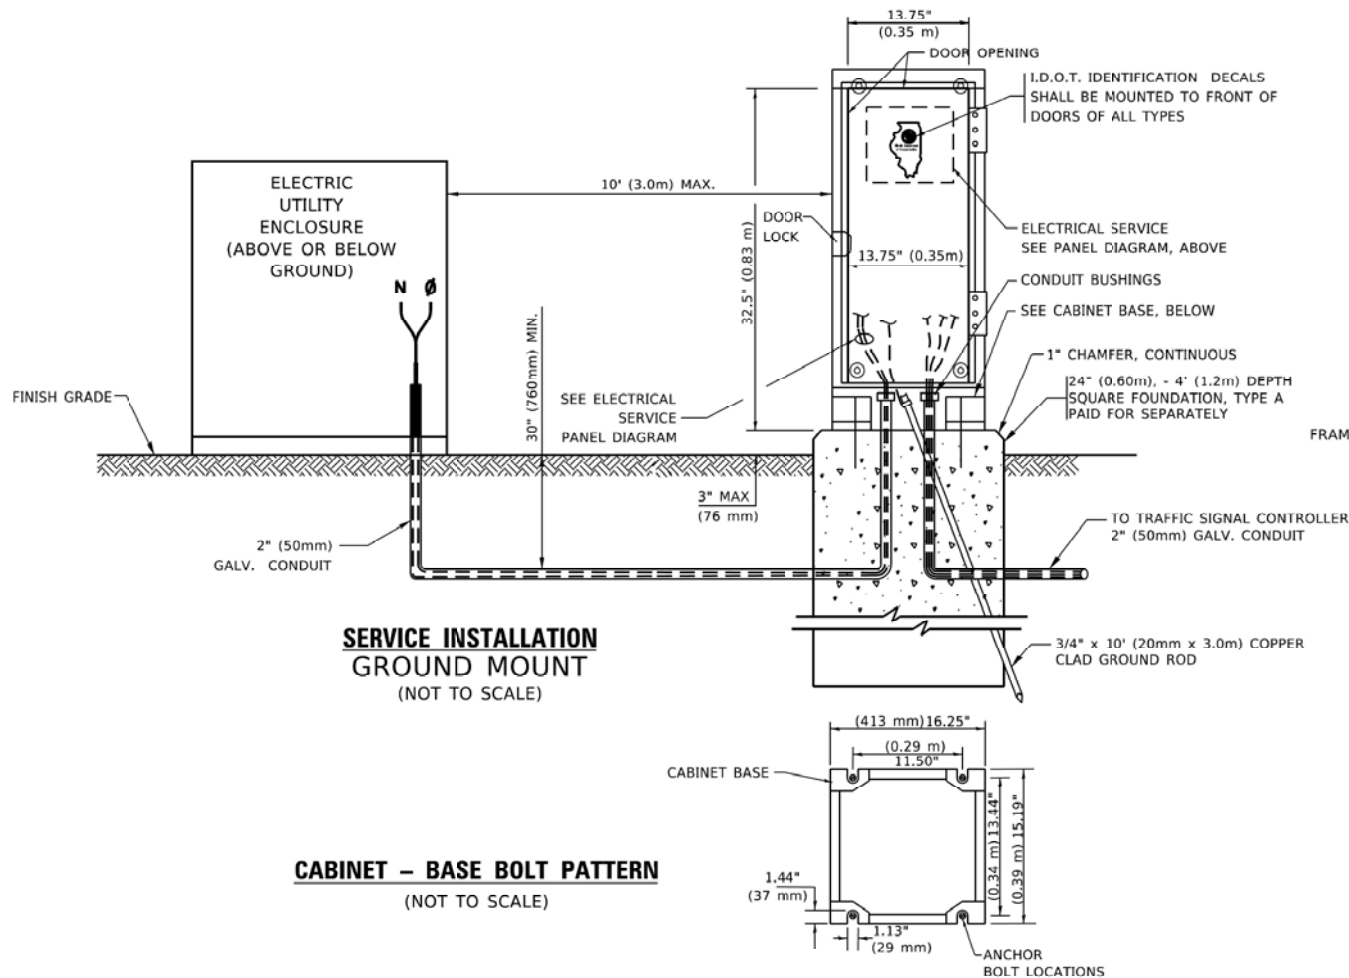 13.75"
(0.35 m)
DOOR OPENING
I.D.O.T. IDENTIFICATION DECALS
SHALL BE MOUNTED TO FRONT OF
DOORS OF ALL TYPES
ELECTRIC
UTILITY
ENCLOSURE
(ABOVE OR BELOW
GROUND)
N Ø
10' (3.0m) MAX.
DOOR
LOCK
32.5" (0.83 m)
13.75" (0.35m)
ELECTRICAL SERVICE
SEE PANEL DIAGRAM, ABOVE
CONDUIT BUSHINGS
SEE CABINET BASE, BELOW
1" CHAMFER, CONTINUOUS
24" (0.60m), - 4' (1.2m) DEPTH
SQUARE FOUNDATION, TYPE A
PAID FOR SEPARATELY
FRAM
FINISH GRADE
30" (760mm) MIN.
SEE ELECTRICAL
SERVICE
PANEL DIAGRAM
3" MAX
(76 mm)
2" (50mm)
GALV. CONDUIT
TO TRAFFIC SIGNAL CONTROLLER
2" (50mm) GALV. CONDUIT
3/4" x 10' (20mm x 3.0m) COPPER
CLAD GROUND ROD
SERVICE INSTALLATION
GROUND MOUNT
(NOT TO SCALE)
(413 mm)16.25"
(0.29 m)
11.50"
CABINET BASE
(0.34 m) 13.44"
(0.39 m) 15.19"
CABINET – BASE BOLT PATTERN
(NOT TO SCALE)
1.44"
(37 mm)
1.13"
(29 mm)
ANCHOR
BOLT LOCATIONS